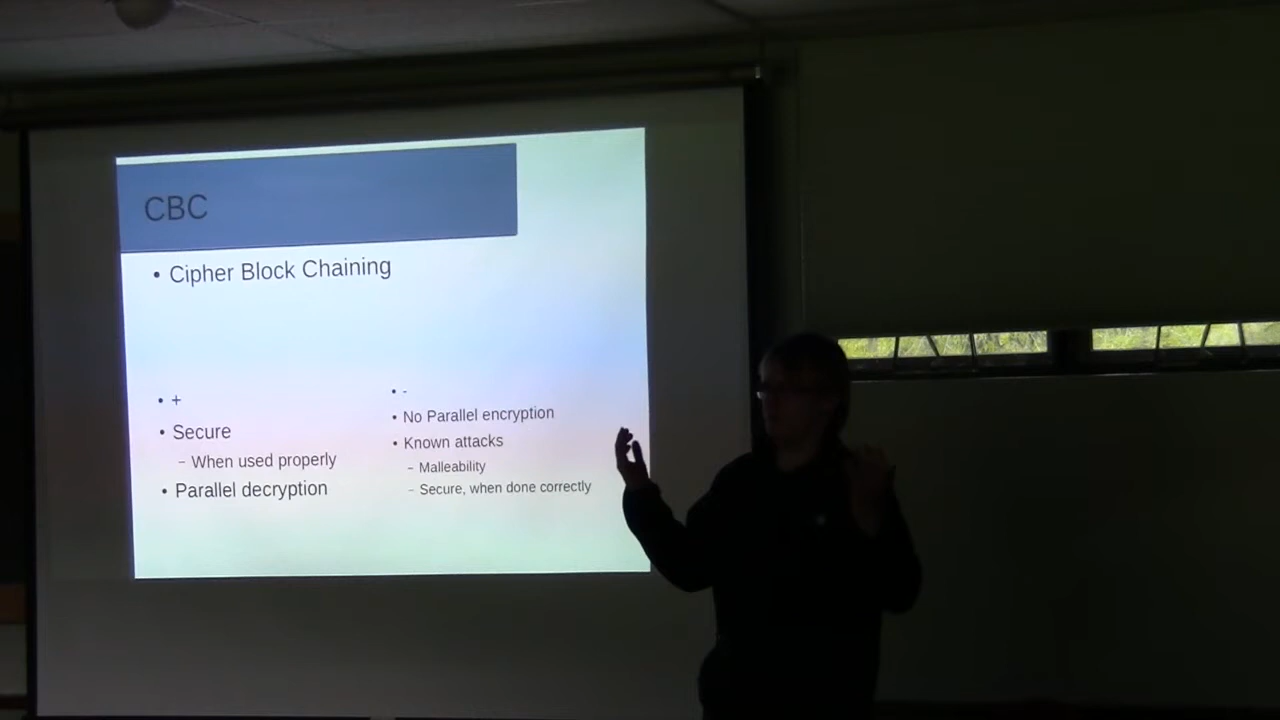 CBC
• Cipher Block Chaining
• +
• Secure
– When used properly
• Parallel decryption
• -
• No Parallel encryption
• Known attacks
– Malleability
– Secure, when done correctly